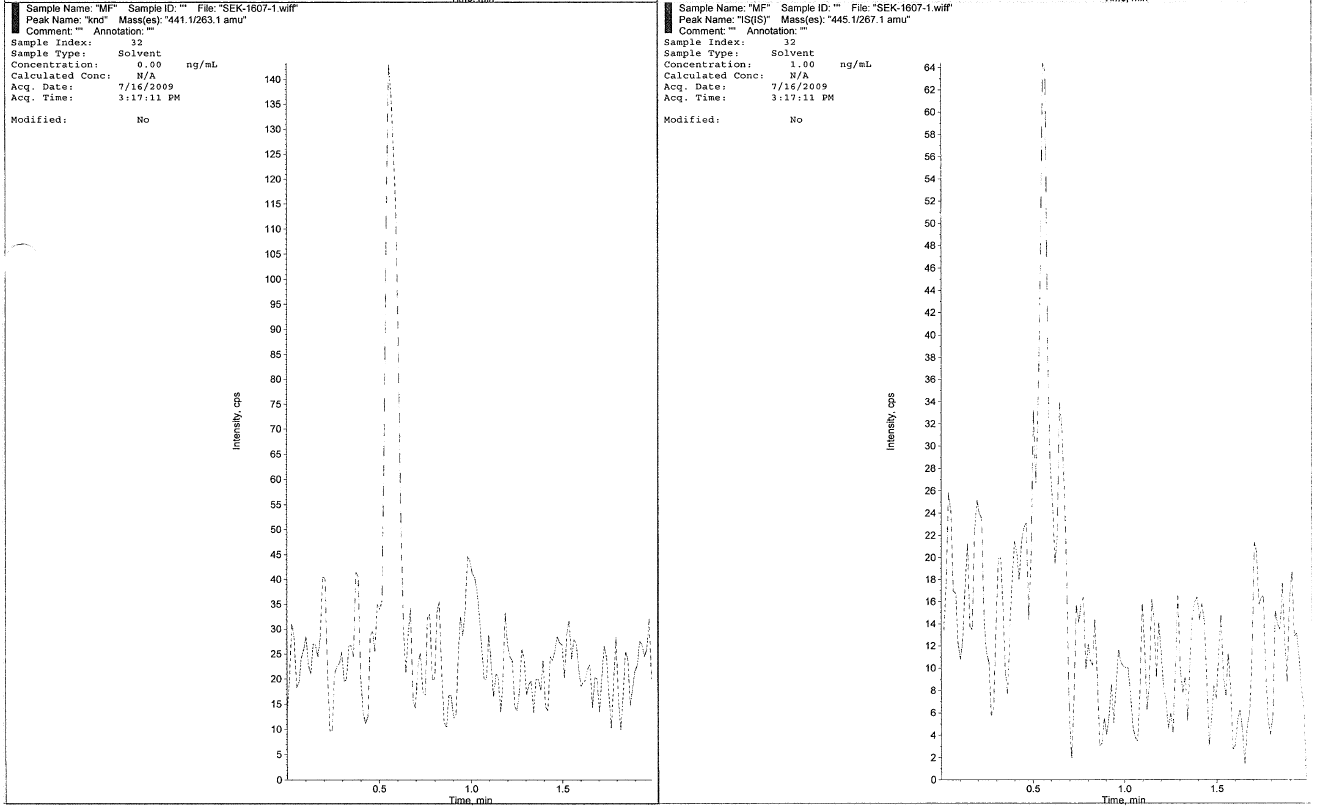 Sample Name: "MF" Sample ID: "" File: "SEK-1607-1.wiff"
Peak Name: "knd" Mass(es): "441.1/263.1 amu"
Comment: "" Annotation: ""
Sample Index: 32
Sample Type: Solvent
Concentration: 0.00 ng/mL
Calculated Conc: N/A
Acq. Date: 7/16/2009
Acq. Time: 3:17:11 PM
Modified: No
140
135
130
125
120
115
110
105
100
95
90
85
80
75
70
65
60
55
50
45
40
35
30
25
20
15
10
5
0
Intensity, cps
0.5 1.0 1.5
Time, min
Sample Name: "MF" Sample ID: "" File: "SEK-1607-1.wiff"
Peak Name: "IS(IS)" Mass(es): "445.1/267.1 amu"
Comment: "" Annotation: ""
Sample Index: 32
Sample Type: Solvent
Concentration: 1.00 ng/mL
Calculated Conc: N/A
Acq. Date: 7/16/2009
Acq. Time: 3:17:11 PM
Modified: No
64
62
60
58
56
54
52
50
48
46
44
42
40
38
36
34
32
30
28
26
24
22
20
18
16
14
12
10
8
6
4
2
0
Intensity, cps
0.5 1.0 1.5
Time, min